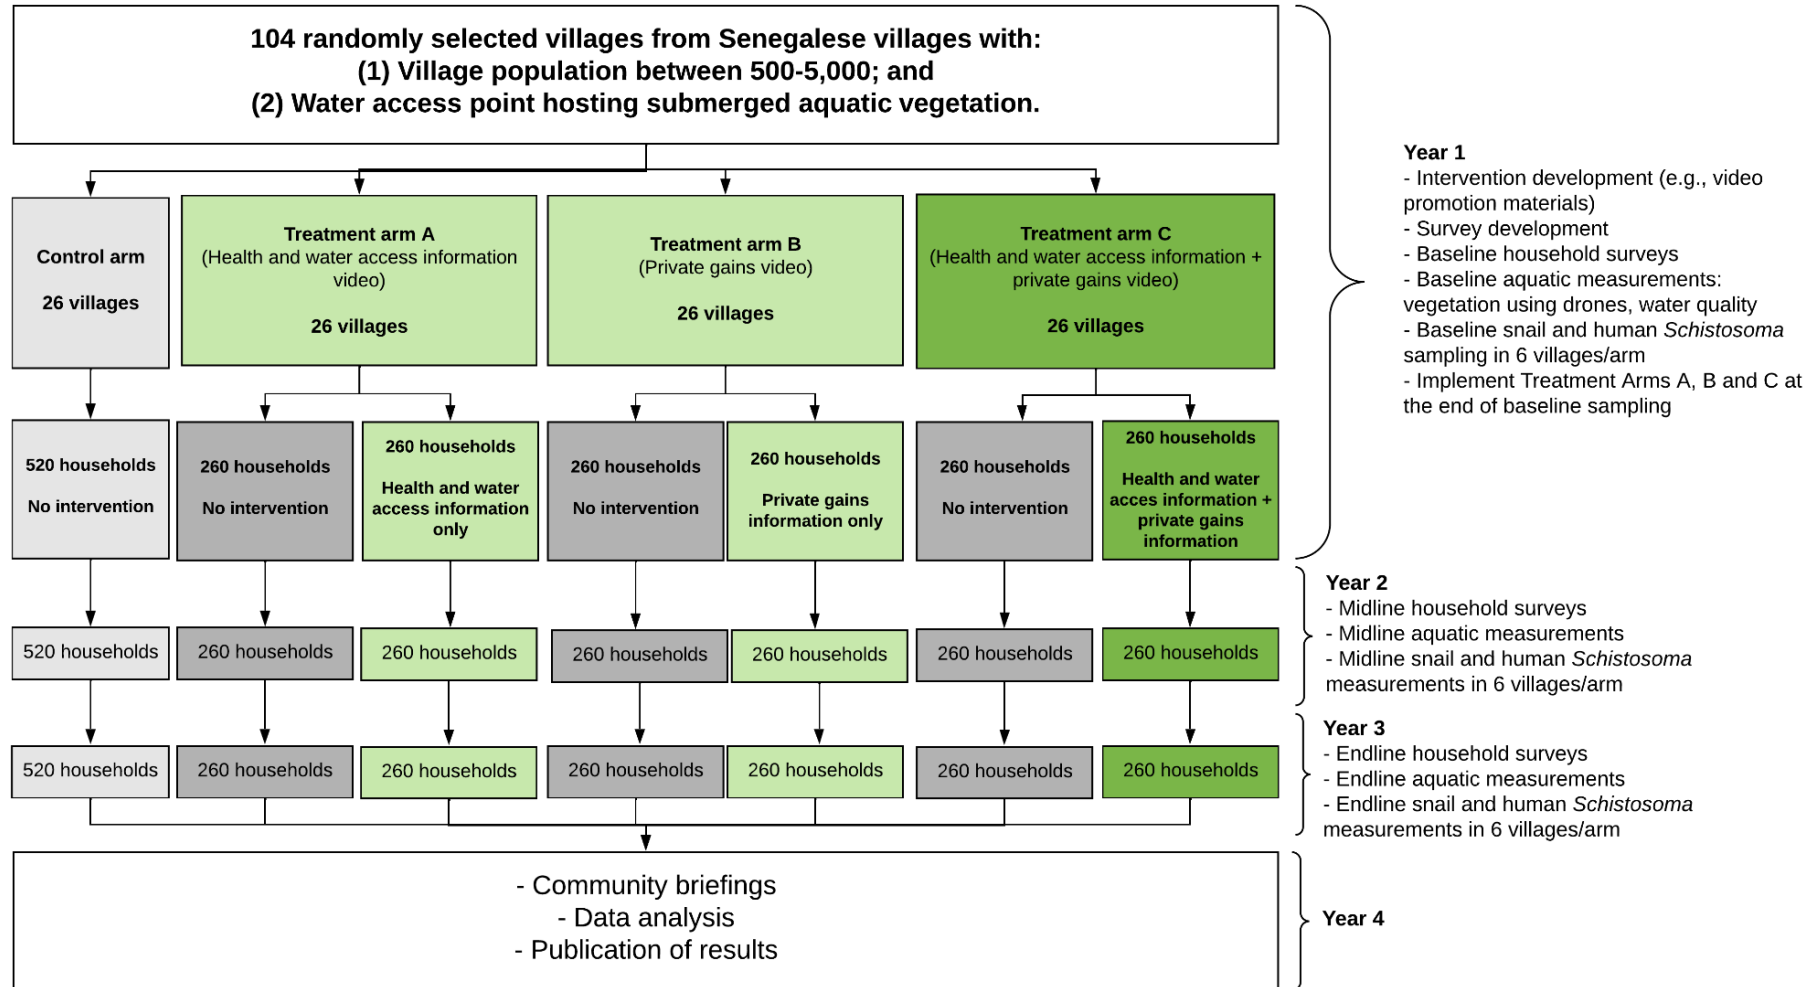 104 randomly selected villages from Senegalese villages with:
(1) Village population between 500-5,000; and
(2) Water access point hosting submerged aquatic vegetation.
Control arm
26 villages
Treatment arm A
(Health and water access information
video)
26 villages
Treatment arm B
(Private gains video)
26 villages
Treatment arm C
(Health and water access information +
private gains video)
26 villages
Year 1
- Intervention development (e.g., video
promotion materials)
- Survey development
- Baseline household surveys
- Baseline aquatic measurements:
vegetation using drones, water quality
- Baseline snail and human Schistosoma
sampling in 6 villages/arm
- Implement Treatment Arms A, B and C at
the end of baseline sampling
520 households
No intervention
260 households
No intervention
260 households
Health and water
access information
only
260 households
No intervention
260 households
Private gains
information only
260 households
No intervention
260 households
Health and water
acces information +
private gains
information
520 households
260 households
260 households
260 households
260 households
260 households
260 households
Year 2
- Midline household surveys
- Midline aquatic measurements
- Midline snail and human Schistosoma
measurements in 6 villages/arm
520 households
260 households
260 households
260 households
260 households
260 households
260 households
Year 3
- Endline household surveys
- Endline aquatic measurements
- Endline snail and human Schistosoma
measurements in 6 villages/arm
- Community briefings
- Data analysis
- Publication of results
Year 4